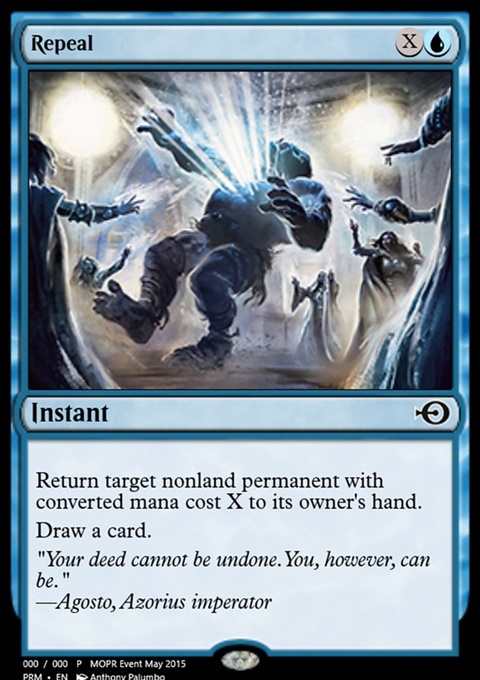 Repeal
X
Instant
Return target nonland permanent with
converted mana cost X to its owner's hand.
Draw a card.
"Your deed cannot be undone. You, however, can
be."
—Agosto, Azorius imperator
000 / 000 P MOPR Event May 2015
PRM • EN Anthony Palumbo